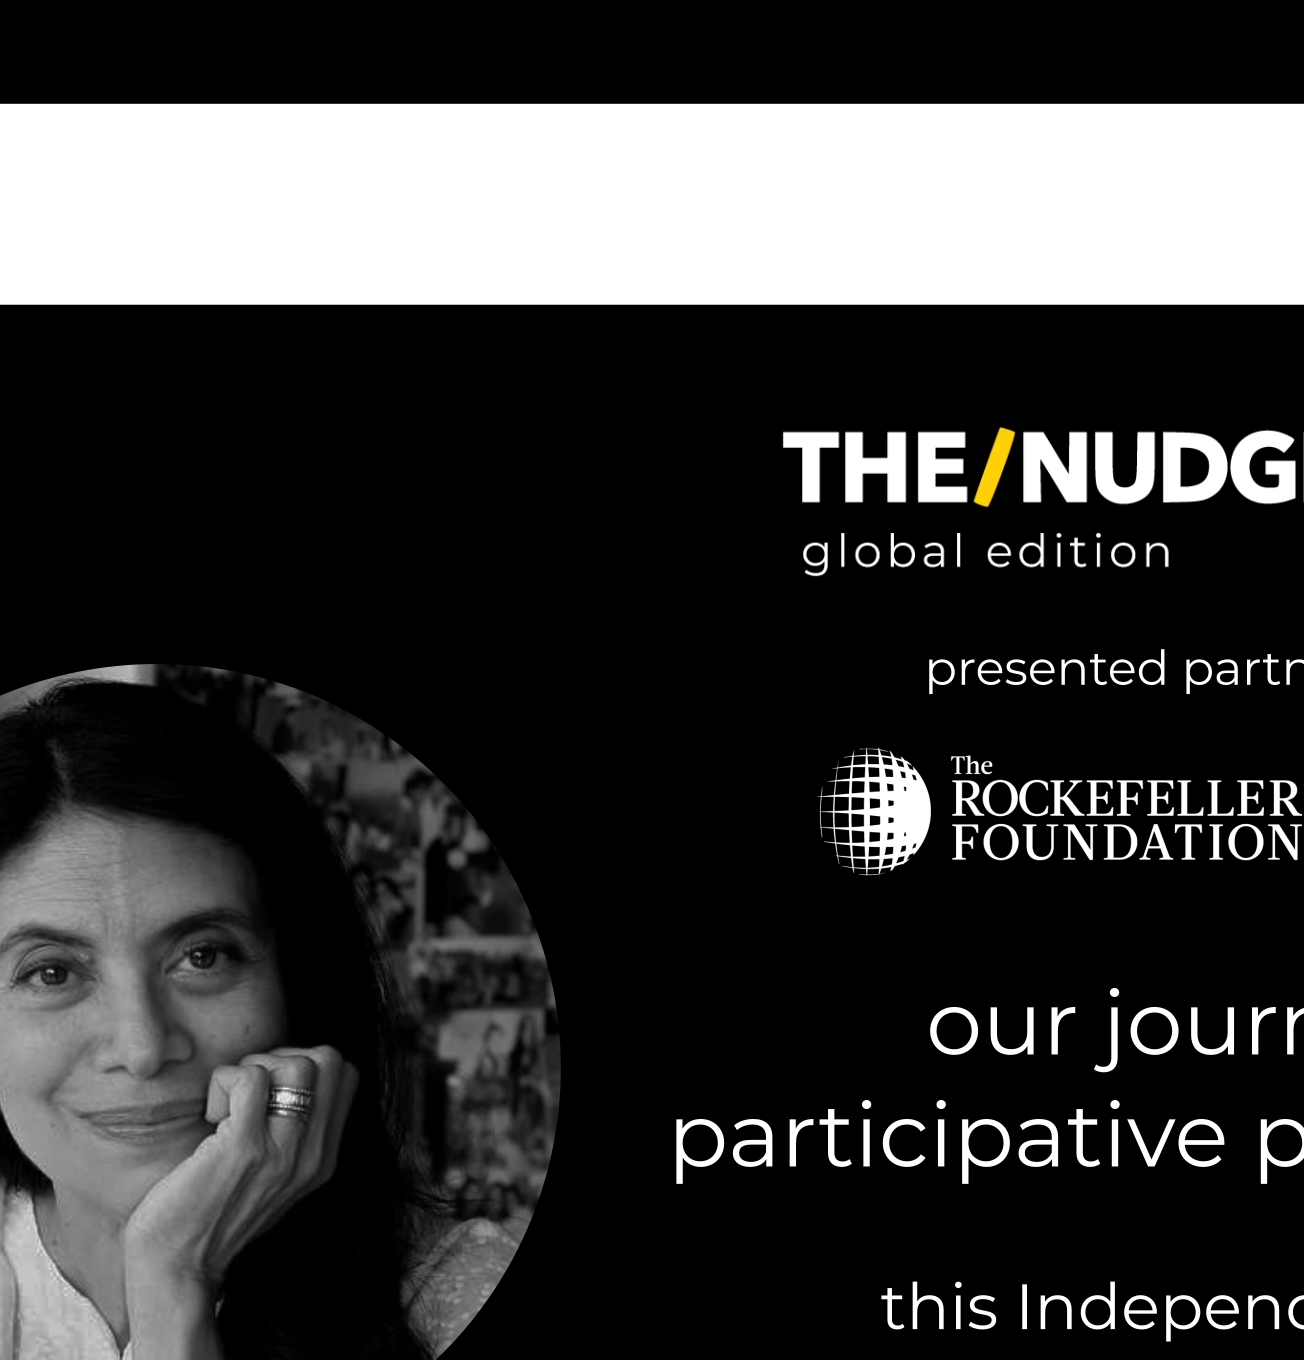 THE/NUDG
global edition
presented
The
ROCKEFELLER
FOUNDATION
our
participative
this